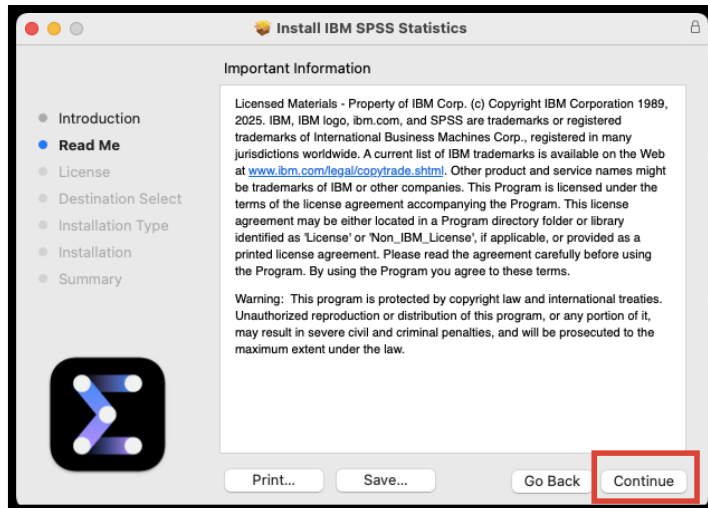 Install IBM SPSS Statistics
Important Information
Introduction
Read Me
License
Destination Select
Installation Type
Installation
Summary
Licensed Materials - Property of IBM Corp. (c) Copyright IBM Corporation 1989,
2025. IBM, IBM logo, ibm.com, and SPSS are trademarks or registered
trademarks of International Business Machines Corp., registered in many
jurisdictions worldwide. A current list of IBM trademarks is available on the Web
at www.ibm.com/legal/copytrade.shtml. Other product and service names might
be trademarks of IBM or other companies. This Program is licensed under the
terms of the license agreement accompanying the Program. This license
agreement may be either located in a Program directory folder or library
identified as 'License' or 'Non_IBM_License', if applicable, or provided as a
printed license agreement. Please read the agreement carefully before using
the Program. By using the Program you agree to these terms.
Warning: This program is protected by copyright law and international treaties.
Unauthorized reproduction or distribution of this program, or any portion of it,
may result in severe civil and criminal penalties, and will be prosecuted to the
maximum extent under the law.
Print...
Save...
Go Back
Continue